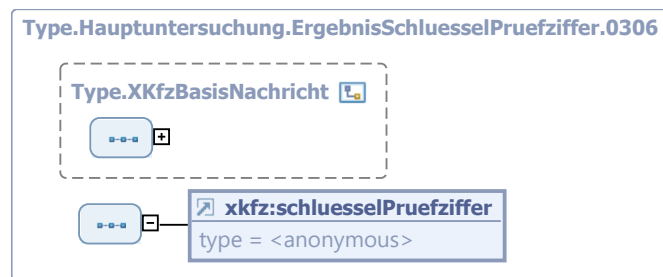 Type.Hauptuntersuchung.ErgebnisSchluesselPruefziffer.0306
Type.XKfzBasisNachricht
xkfz:schluesselPruefziffer
type = <anonymous>